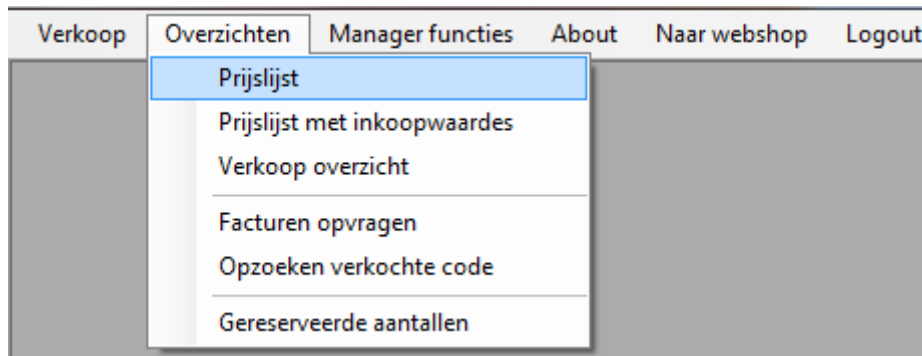 Verkoop Overzichten Manager functies About Naar webshop Logout
Prijslijst
Prijslijst met inkoopwaardes
Verkoop overzicht
Facturen opvragen
Opzoeken verkochte code
Gereserveerde aantallen